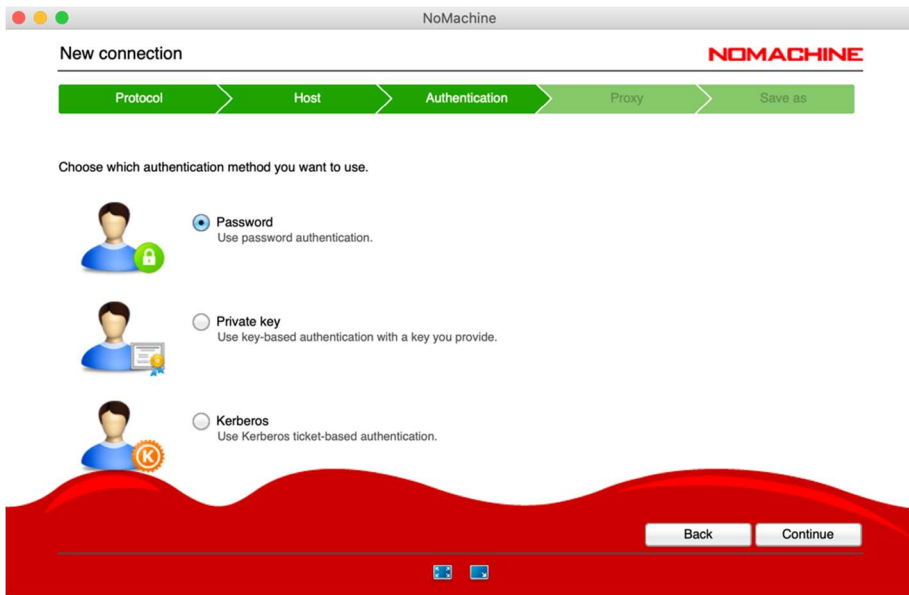 NoMachine
New connection
NOMACHINE
Protocol
Host
Authentication
Proxy
Save as
Choose which authentication method you want to use.
Password
Use password authentication.
Private key
Use key-based authentication with a key you provide.
Kerberos
Use Kerberos ticket-based authentication.
K
Back
Continue